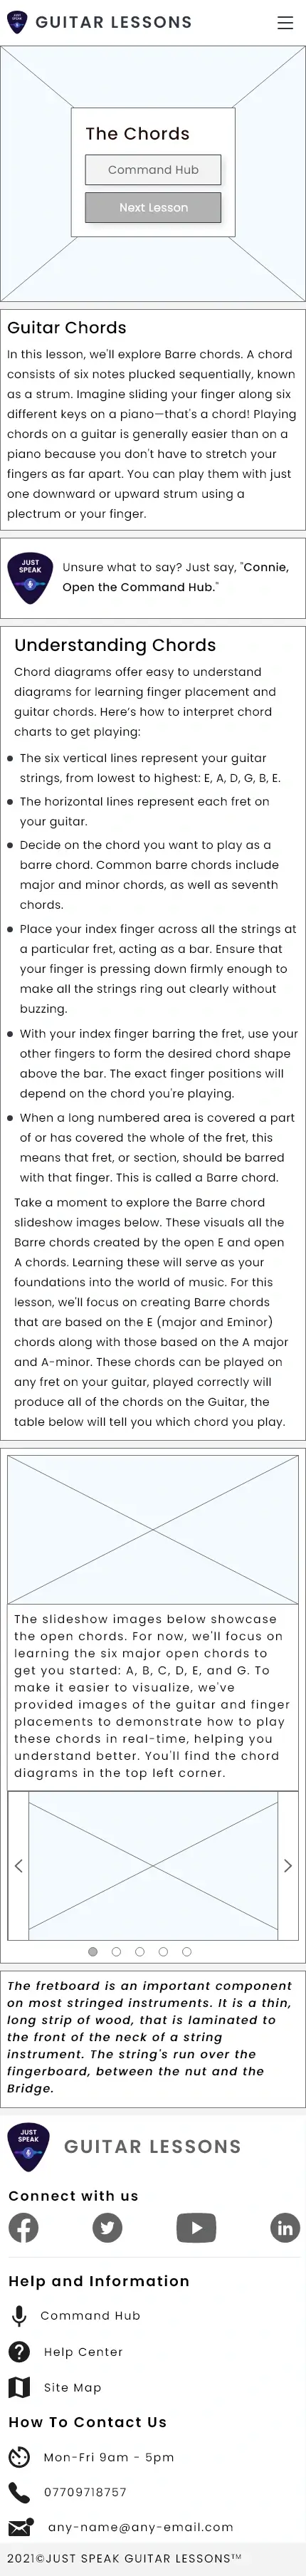 JUST
SPEAK
GUITAR LESSONS
The Chords
Command Hub
Next Lesson
Guitar Chords
In this lesson, we'll explore Barre chords. A chord
consists of six notes plucked sequentially, known
as a strum. Imagine sliding your finger along six
different keys on a piano—that's a chord! Playing
chords on a guitar is generally easier than on a
piano because you don't have to stretch your
fingers as far apart. You can play them with just
one downward or upward strum using a
plectrum or your finger.
JUST
SPEAK
Unsure what to say? Just say, "Connie,
Open the Command Hub."
Understanding Chords
Chord diagrams offer easy to understand
diagrams for learning finger placement and
guitar chords. Here's how to interpret chord
charts to get playing:
The six vertical lines represent your guitar
strings, from lowest to highest: E, A, D, G, B, E.
The horizontal lines represent each fret on
your guitar.
Decide on the chord you want to play as a
barre chord. Common barre chords include
major and minor chords, as well as seventh
chords.
Place your index finger across all the strings at
a particular fret, acting as a bar. Ensure that
your finger is pressing down firmly enough to
make all the strings ring out clearly without
buzzing.
With your index finger barring the fret, use your
other fingers to form the desired chord shape
above the bar. The exact finger positions will
depend on the chord you're playing.
When a long numbered area is covered a part
of or has covered the whole of the fret, this
means that fret, or section, should be barred
with that finger. This is called a Barre chord.
Take a moment to explore the Barre chord
slideshow images below. These visuals all the
Barre chords created by the open E and open
A chords. Learning these will serve as your
foundations into the world of music. For this
lesson, we'll focus on creating Barre chords
that are based on the E (major and Eminor)
chords along with those based on the A major
and A-minor. These chords can be played on
any fret on your guitar, played correctly will
produce all of the chords on the Guitar, the
table below will tell you which chord you play.
The slideshow images below showcase
the open chords. For now, we'll focus on
learning the six major open chords to
get you started: A, B, C, D, E, and G. To
make it easier to visualize, we've
provided images of the guitar and finger
placements to demonstrate how to play
these chords in real-time, helping you
understand better. You'll find the chord
diagrams in the top left corner.
The fretboard is an important component
on most stringed instruments. It is a thin,
long strip of wood, that is laminated to
the front of the neck of a string
instrument. The string's run over the
fingerboard, between the nut and the
Bridge.
JUST
SPEAK
GUITAR LESSONS
Connect with us
Help and Information
Command Hub
Help Center
Site Map
How To Contact Us
Mon-Fri 9am - 5pm
07709718757
any-name@any-email.com
2021©JUST SPEAK GUITAR LESSONS™